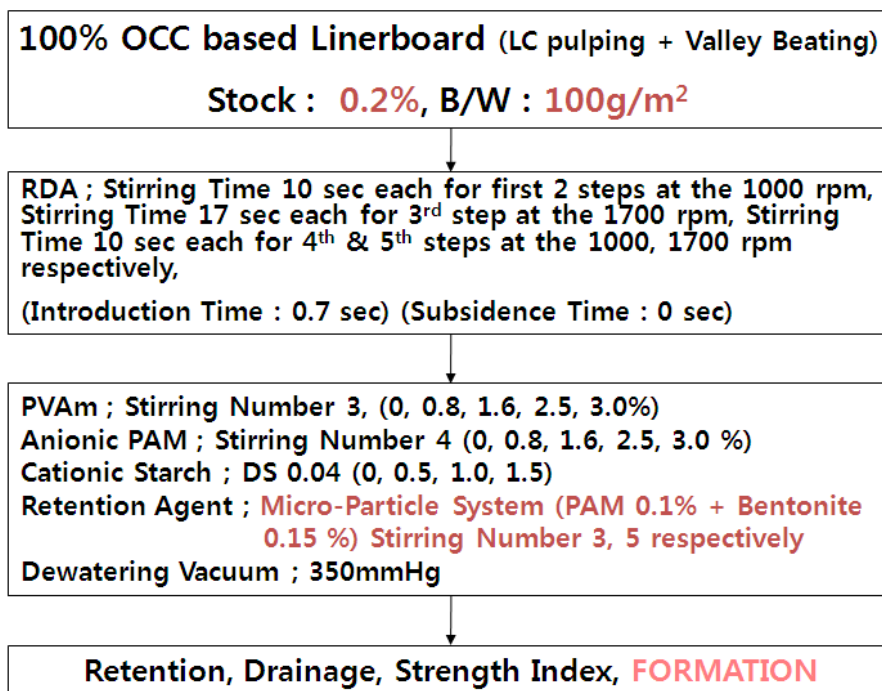 100% OCC based Linerboard (LC pulping + Valley Beating)
Stock : 0.2%, B/W : 100g/m²
RDA ; Stirring Time 10 sec each for first 2 steps at the 1000 rpm,
Stirring Time 17 sec each for 3rd step at the 1700 rpm, Stirring
Time 10 sec each for 4th & 5th steps at the 1000, 1700 rpm
respectively,
(Introduction Time : 0.7 sec) (Subsidence Time : 0 sec)
PVAm ; Stirring Number 3, (0, 0.8, 1.6, 2.5, 3.0%)
Anionic PAM ; Stirring Number 4 (0, 0.8, 1.6, 2.5, 3.0 %)
Cationic Starch ; DS 0.04 (0, 0.5, 1.0, 1.5)
Retention Agent ; Micro-Particle System (PAM 0.1% + Bentonite
0.15 %) Stirring Number 3, 5 respectively
Dewatering Vacuum ; 350mmHg
Retention, Drainage, Strength Index, FORMATION